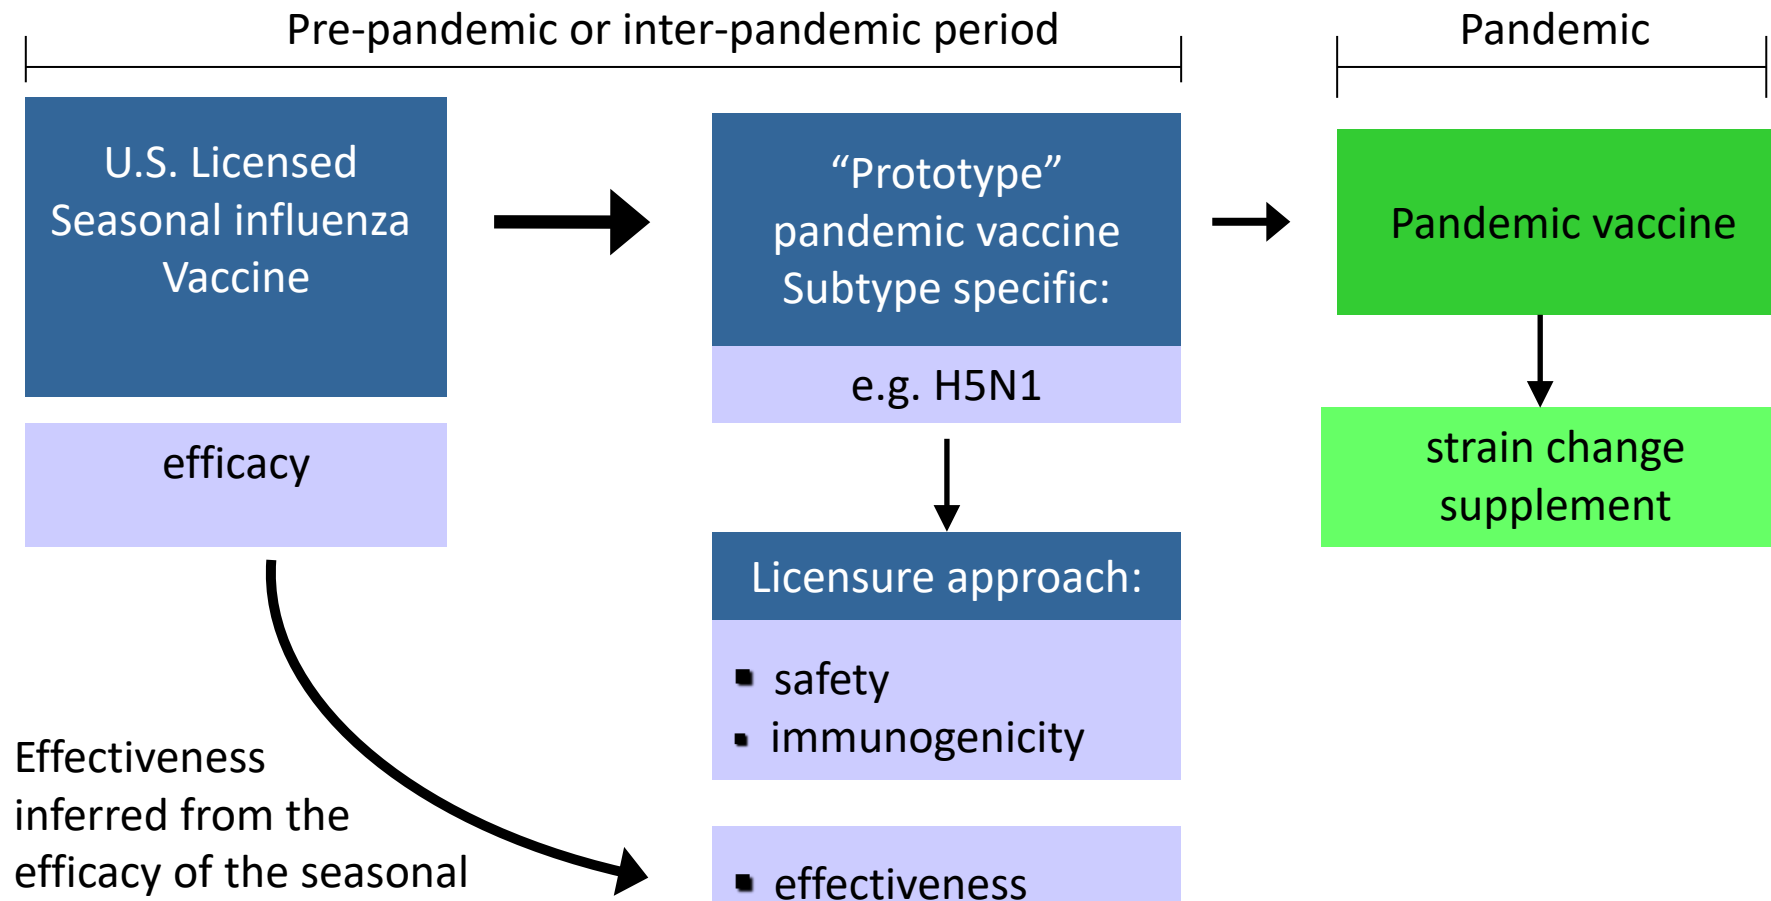 Pre-pandemic or inter-pandemic period
Pandemic
U.S. Licensed
Seasonal influenza
Vaccine
efficacy
“Prototype”
pandemic vaccine
Subtype specific:
e.g. H5N1
Pandemic vaccine
strain change
supplement
Licensure approach:
▪ safety
▪ immunogenicity
▪ effectiveness
Effectiveness
inferred from the
efficacy of the seasonal